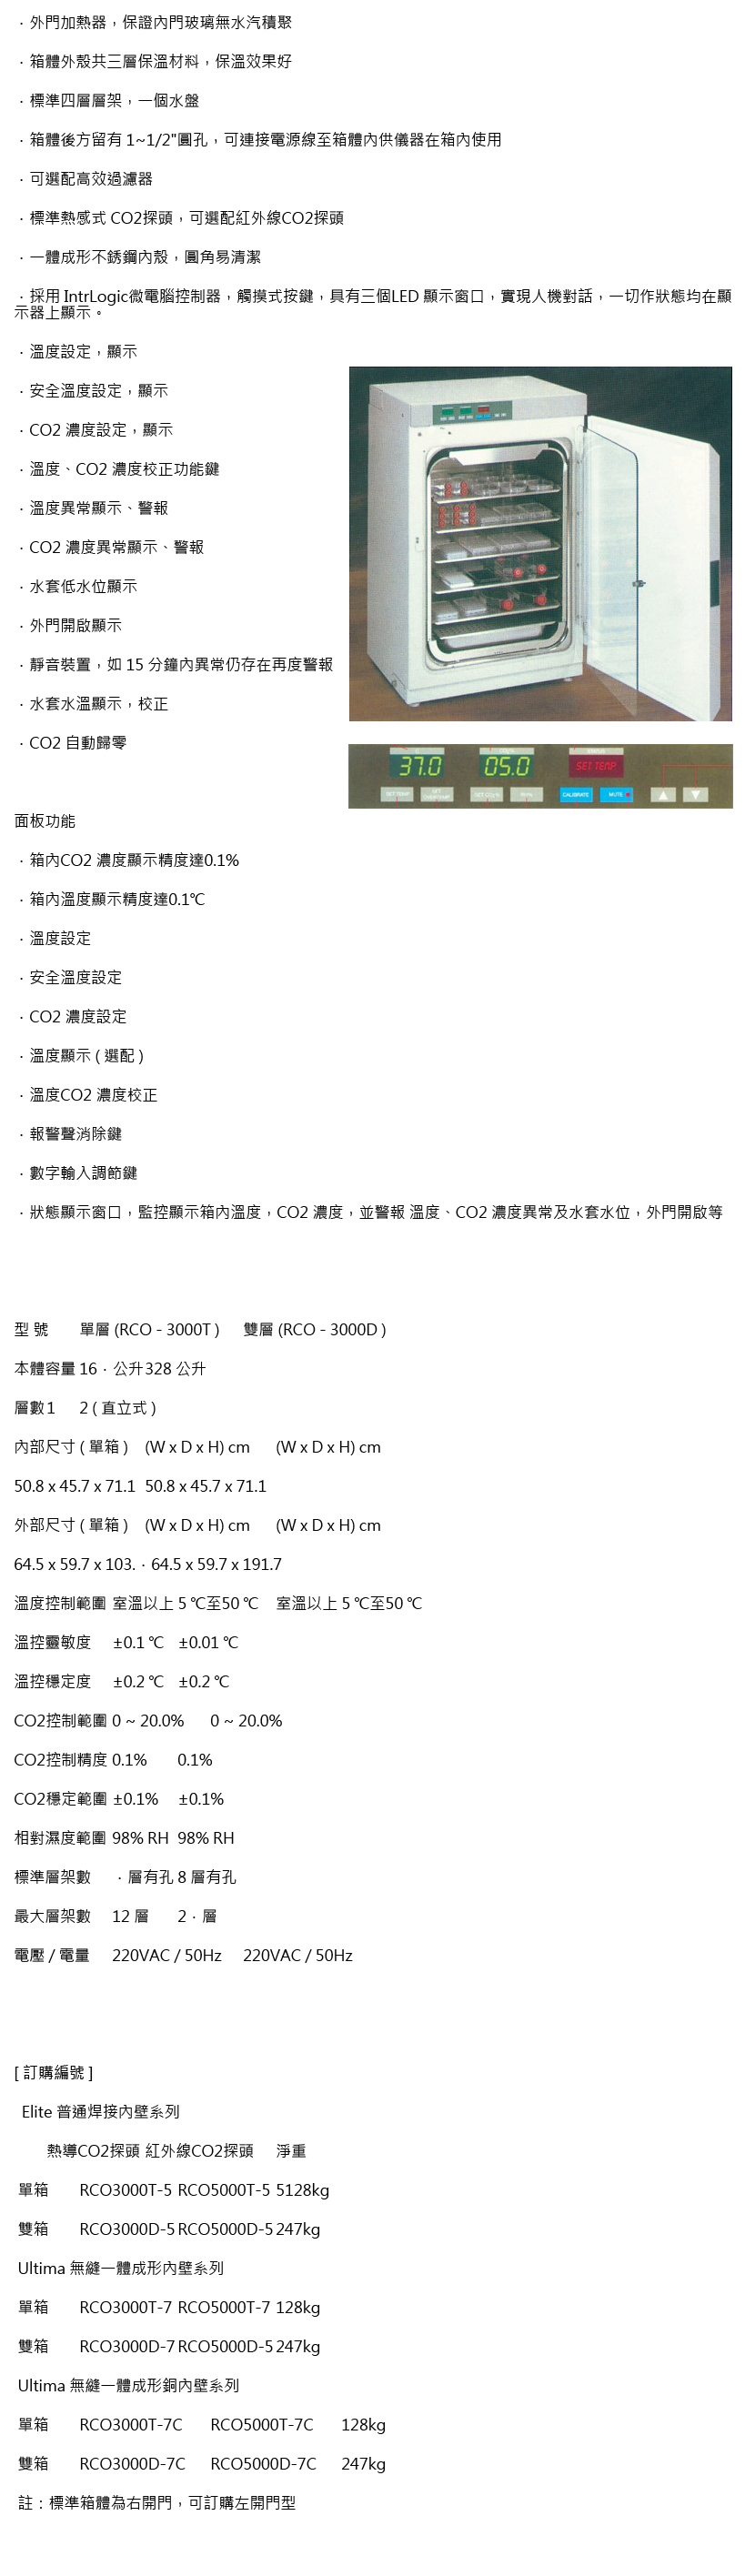 ．外門加熱器，保證內門玻璃無水汽積聚
．箱體外殼共三層保溫材料，保溫效果好
．標準四層層架，一個水盤
．箱體後方留有 1~1/2"圓孔，可連接電源線至箱體內供儀器在箱內使用
．可選配高效過濾器
．標準熱感式 CO2探頭，可選配紅外線CO2探頭
．一體成形不銹鋼內殼，圓角易清潔
．採用 IntrLogic微電腦控制器，觸摸式按鍵，具有三個LED 顯示窗口，實現人機對話，一切作狀態均在顯
示器上顯示。
．溫度設定，顯示
．安全溫度設定，顯示
．CO2 濃度設定，顯示
．溫度、CO2 濃度校正功能鍵
．溫度異常顯示、警報
．CO2 濃度異常顯示、警報
．水套低水位顯示
．外門開啟顯示
．靜音裝置，如 15 分鐘內異常仍存在再度警報
．水套水溫顯示，校正
．CO2 自動歸零
37.0 05.0 SET TEMP
SET TEMP CALIBRATE MUTE
面板功能
．箱內CO2 濃度顯示精度達0.1%
．箱內溫度顯示精度達0.1℃
．溫度設定
．安全溫度設定
．CO2 濃度設定
．溫度顯示 ( 選配 )
．溫度CO2 濃度校正
．報警聲消除鍵
．數字輸入調節鍵
．狀態顯示窗口，監控顯示箱內溫度，CO2 濃度，並警報 溫度、CO2 濃度異常及水套水位，外門開啟等
型 號 單層 (RCO - 3000T ) 雙層 (RCO - 3000D )
本體容量 16．公升328 公升
層數 1 2 ( 直立式 )
內部尺寸 ( 單箱 ) (W x D x H) cm (W x D x H) cm
50.8 x 45.7 x 71.1 50.8 x 45.7 x 71.1
外部尺寸 ( 單箱 ) (W x D x H) cm (W x D x H) cm
64.5 x 59.7 x 103.．64.5 x 59.7 x 191.7
溫度控制範圍 室溫以上 5 ℃至50 ℃ 室溫以上 5 ℃至50 ℃
溫控靈敏度 ±0.1 ℃ ±0.01 ℃
溫控穩定度 ±0.2 ℃ ±0.2 ℃
CO2控制範圍 0 ~ 20.0% 0 ~ 20.0%
CO2控制精度 0.1% 0.1%
CO2穩定範圍 ±0.1% ±0.1%
相對濕度範圍 98% RH 98% RH
標準層架數 ．層有孔 8 層有孔
最大層架數 12 層 2．層
電壓 / 電量 220VAC / 50Hz 220VAC / 50Hz
[ 訂購編號 ]
Elite 普通焊接內壁系列
熱導CO2探頭 紅外線CO2探頭 淨重
單箱 RCO3000T-5 RCO5000T-5 5128kg
雙箱 RCO3000D-5 RCO5000D-5 247kg
Ultima 無縫一體成形內壁系列
單箱 RCO3000T-7 RCO5000T-7 128kg
雙箱 RCO3000D-7 RCO5000D-5 247kg
Ultima 無縫一體成形銅內壁系列
單箱 RCO3000T-7C RCO5000T-7C 128kg
雙箱 RCO3000D-7C RCO5000D-7C 247kg
註：標準箱體為右開門，可訂購左開門型